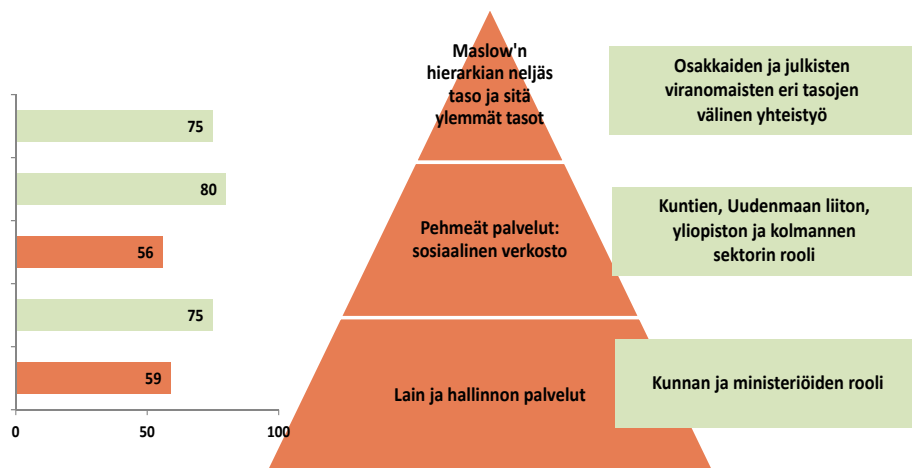 75
80
56
75
59
0
50
100
Maslow'n
hierarkian neljäs
taso ja sitä
ylemmät tasot
Pehmeät palvelut:
sosiaalinen verkosto
Lain ja hallinnon palvelut
Osakkaiden ja julkisten
viranomaisten eri tasojen
välinen yhteistyö
Kuntien, Uudenmaan liiton,
yliopiston ja kolmannen
sektorin rooli
Kunnan ja ministeriöiden rooli